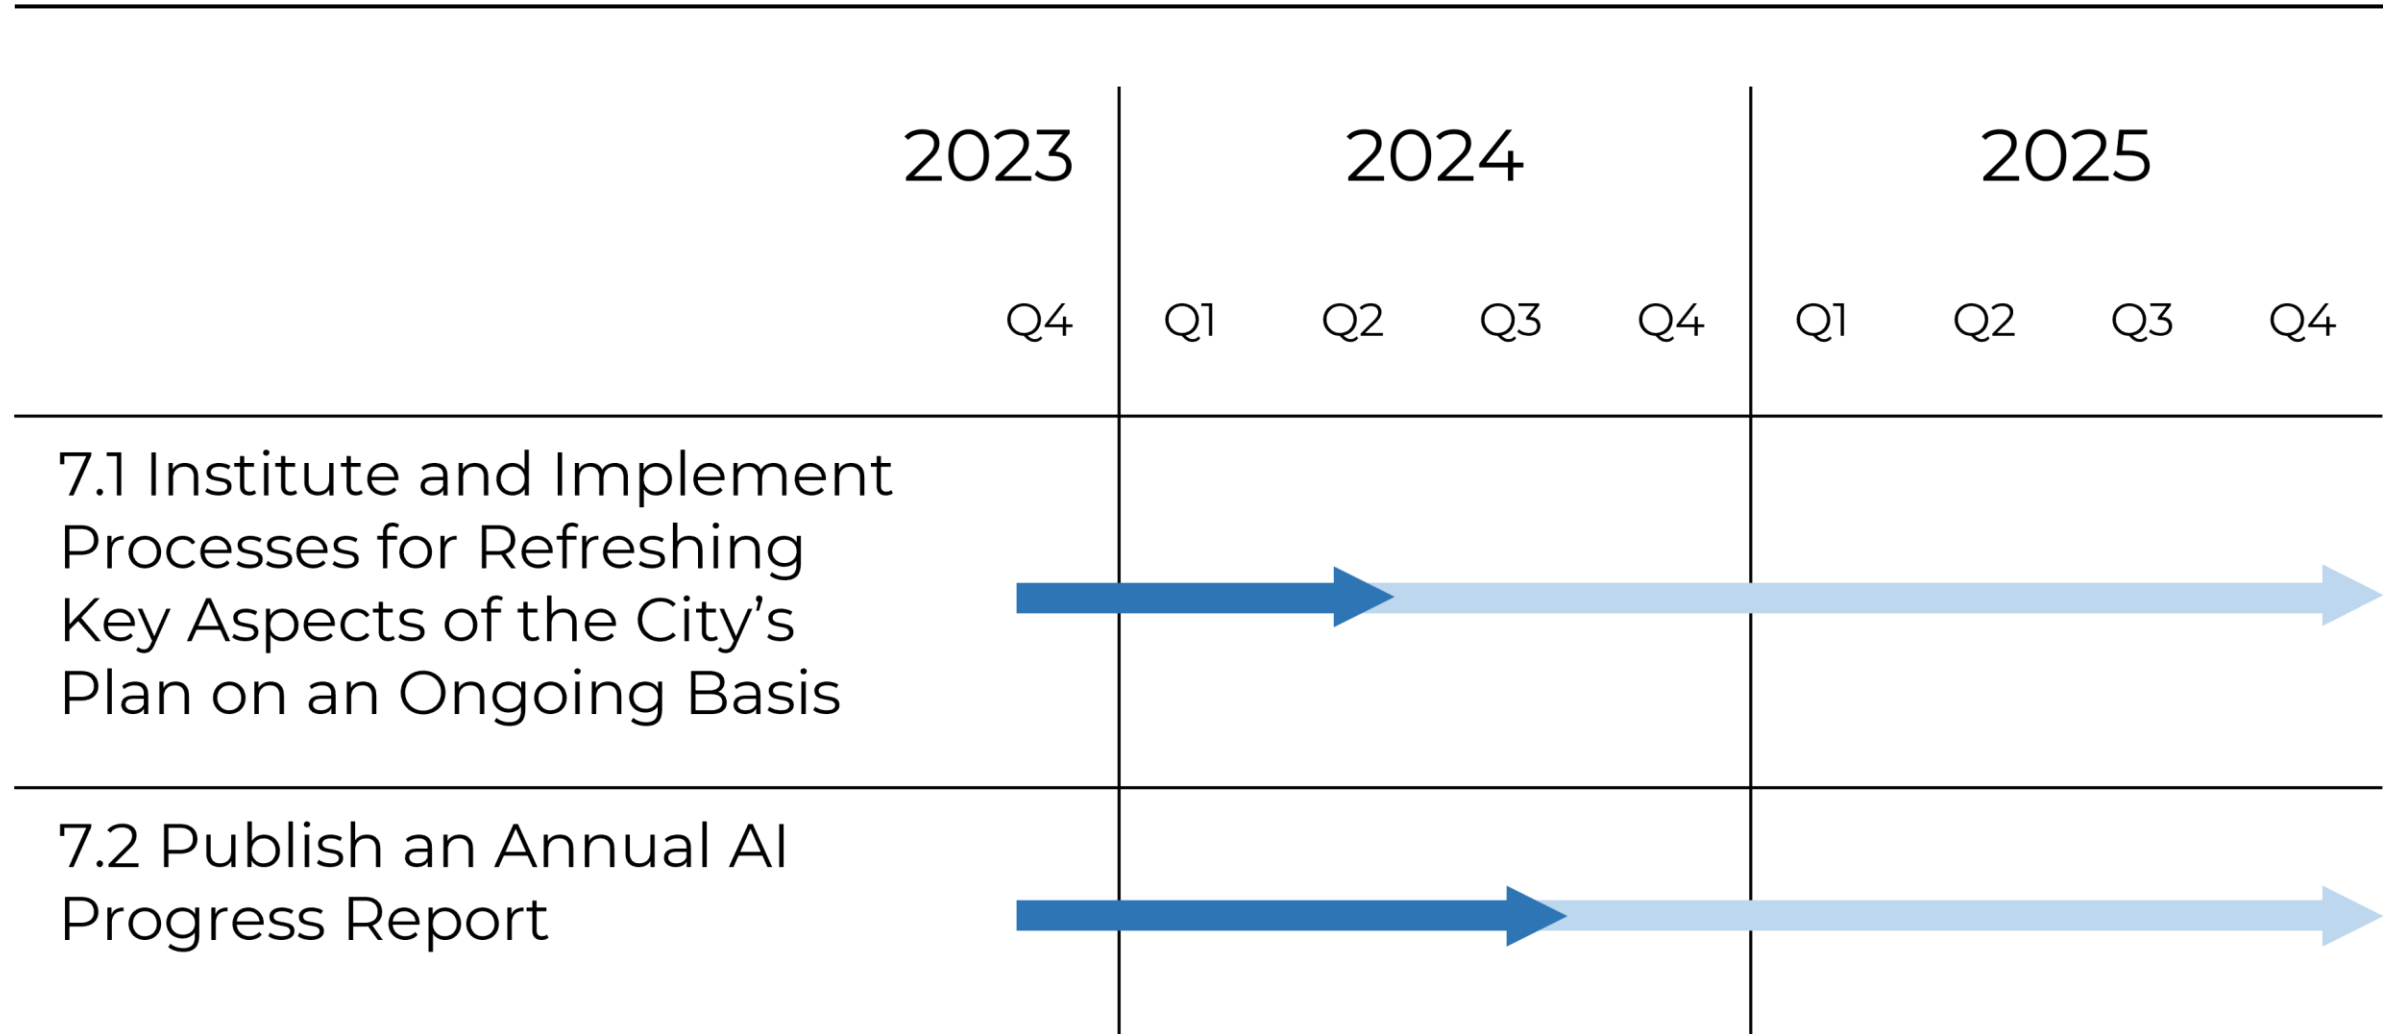 2023 2024 2025
Q4 Q1 Q2 Q3 Q4 Q1 Q2 Q3 Q4
7.1 Institute and Implement
Processes for Refreshing
Key Aspects of the City’s
Plan on an Ongoing Basis
7.2 Publish an Annual AI
Progress Report